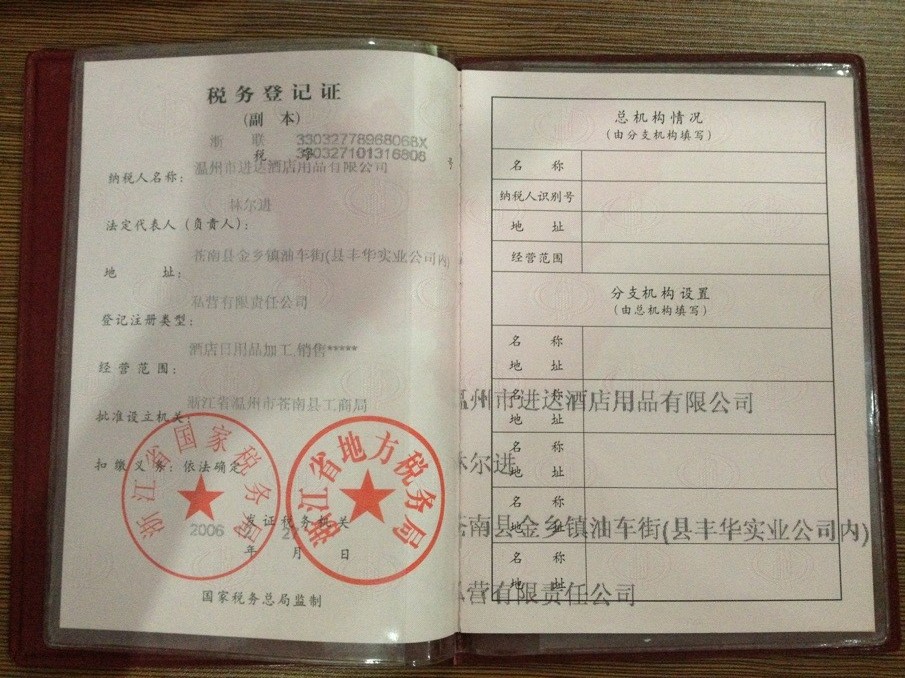 税务登记证
(副 本)
浙 联 33032778968068X
税 字 330327101316808 号
纳税人名称: 温州市进达酒店用品有限公司
法定代表人(负责人): 林尔进
地 址: 苍南县金乡镇油车街(县丰华实业公司内
登记注册类型: 私营有限责任公司
经营范围: 酒店日用品加工.销售*****
批准设立机关 浙江省温州市苍南县工商局
扣缴义务: 依法确定
浙江省国家税务局
浙江省地方税务局
发证税务机关
2006 年 月 日
国家税务总局监制
总机构情况
(由分支机构填写)
名 称
纳税人识别号
地 址
经营范围
分支机构设置
(由总机构填写)
名 称
地 址
名 称
温州市进达酒店用品有限公司
地 址
名 称
林尔进
地 址
名 称
地 址
苍南县金乡镇油车街(县丰华实业公司内)
名 称
地 址
私营有限责任公司